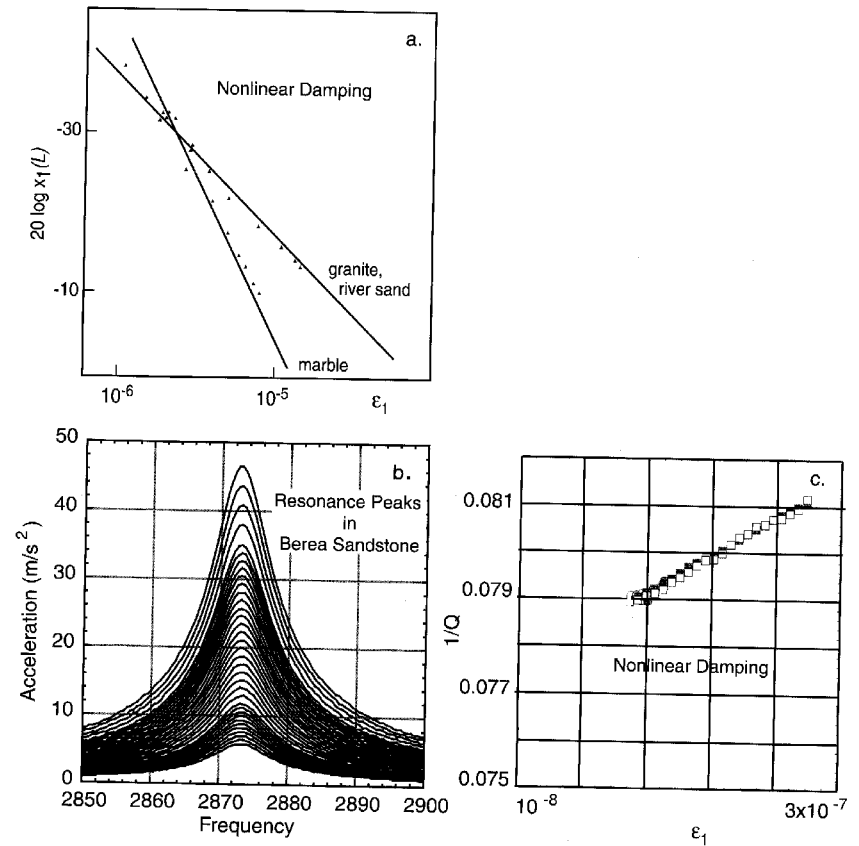 a.
Nonlinear Damping
20 log x₁(L)
-30
-10
granite,
river sand
marble
10⁻⁶
10⁻⁵
ε₁
b.
Resonance Peaks
in
Berea Sandstone
Acceleration (m/s²)
50
40
30
20
10
0
2850
2860
2870
2880
2890
2900
Frequency
c.
1/Q
0.081
0.079
0.077
0.075
Nonlinear Damping
10⁻⁸
3x10⁻⁷
ε₁